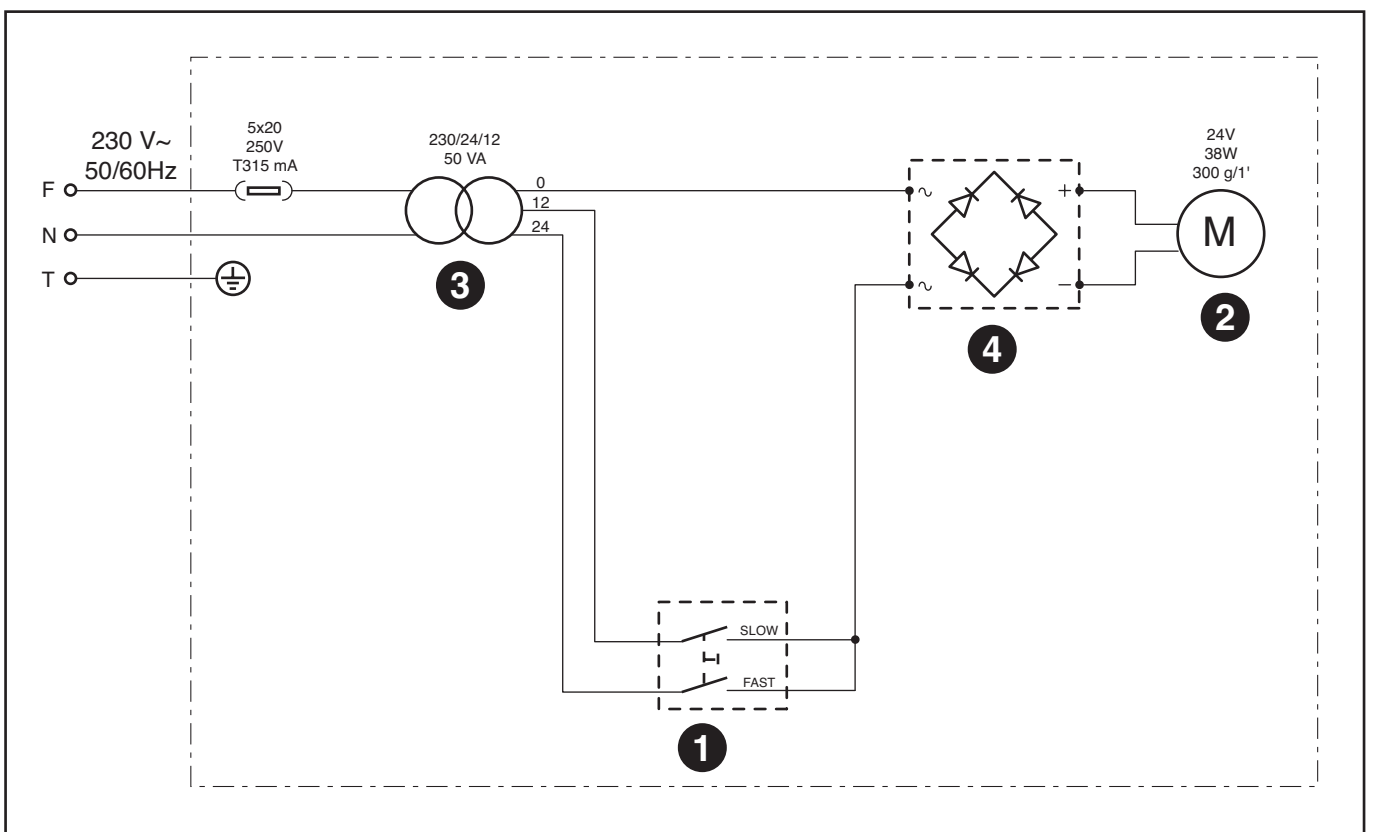 230 V~
50/60Hz
F
N
T
5x20
250V
T315 mA
230/24/12
50 VA
0
12
24
3
~
~
+
−
4
24V
38W
300 g/1'
M
2
SLOW
FAST
1